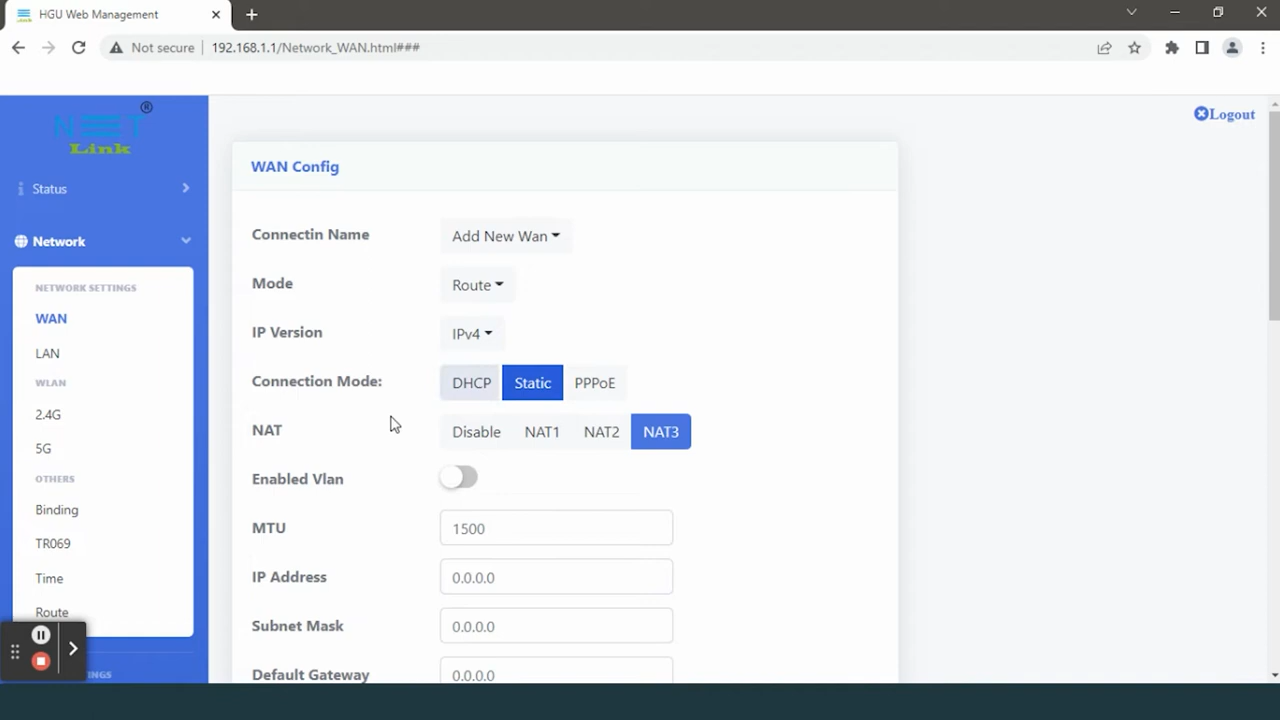 HGU Web Management
Not secure
192.168.1.1/Network_WAN.html###
NEET ®
Link
Logout
Status
Network
NETWORK SETTINGS
WAN
LAN
WLAN
2.4G
5G
OTHERS
Binding
TR069
Time
Route
TINGS
WAN Config
Connectin Name
Add New Wan
Mode
Route
IP Version
IPv4
Connection Mode:
DHCP Static PPPoE
NAT
Disable NAT1 NAT2 NAT3
Enabled Vlan
MTU
1500
IP Address
0.0.0.0
Subnet Mask
0.0.0.0
Default Gateway
0.0.0.0